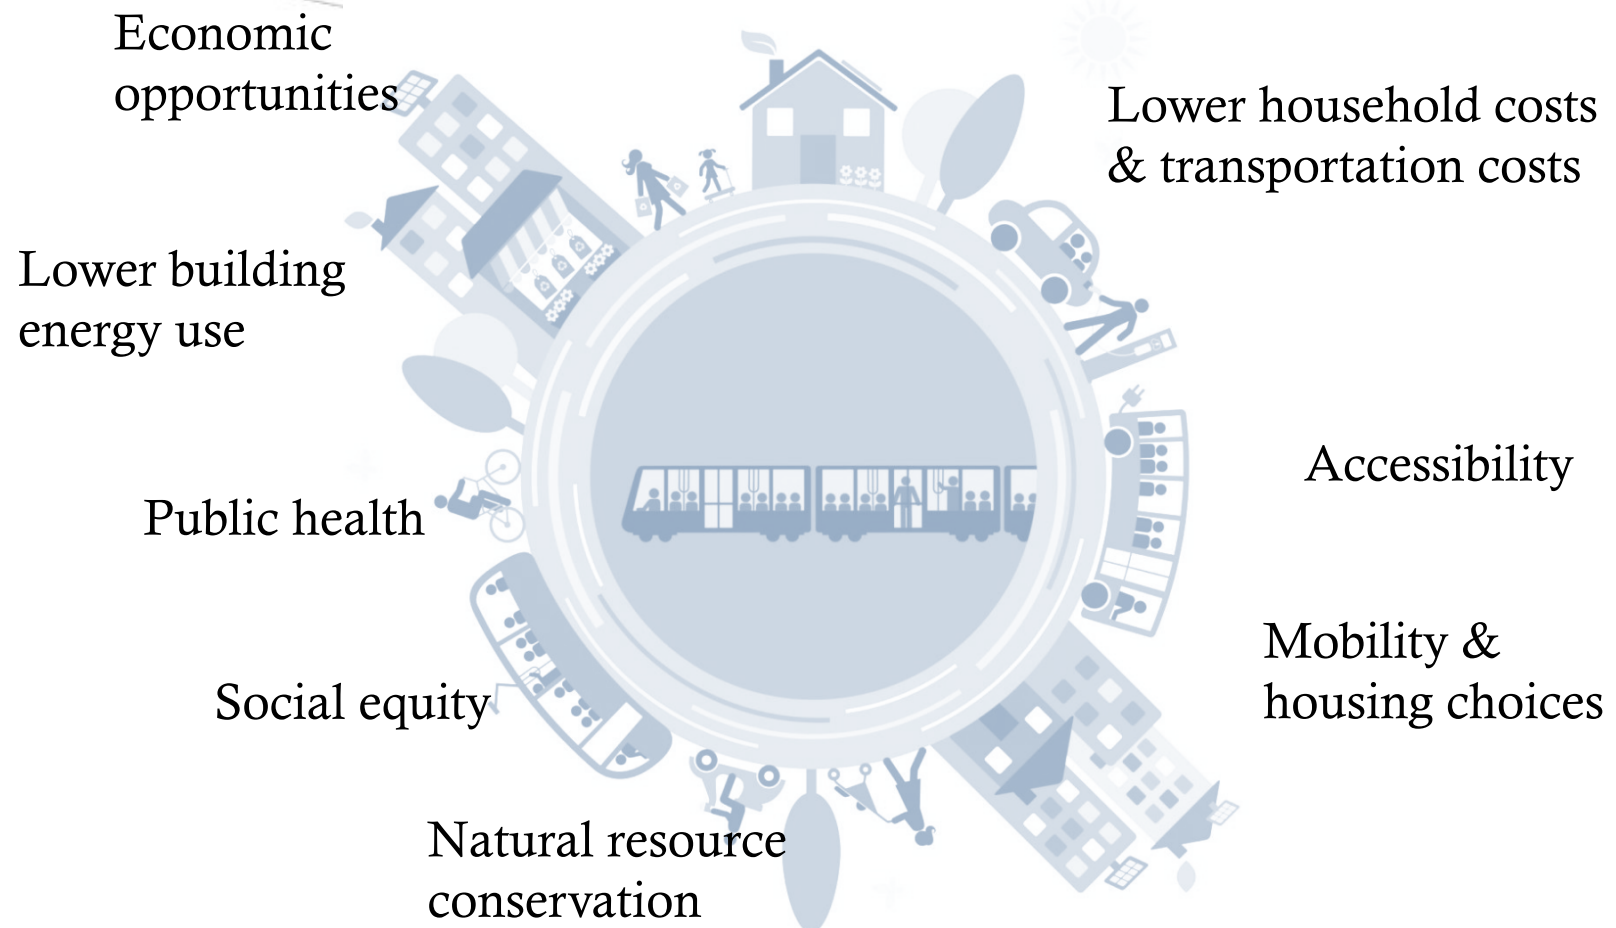 Economic
opportunities
Lower household costs
& transportation costs
Lower building
energy use
Accessibility
Public health
Mobility &
housing choices
Social equity
Natural resource
conservation